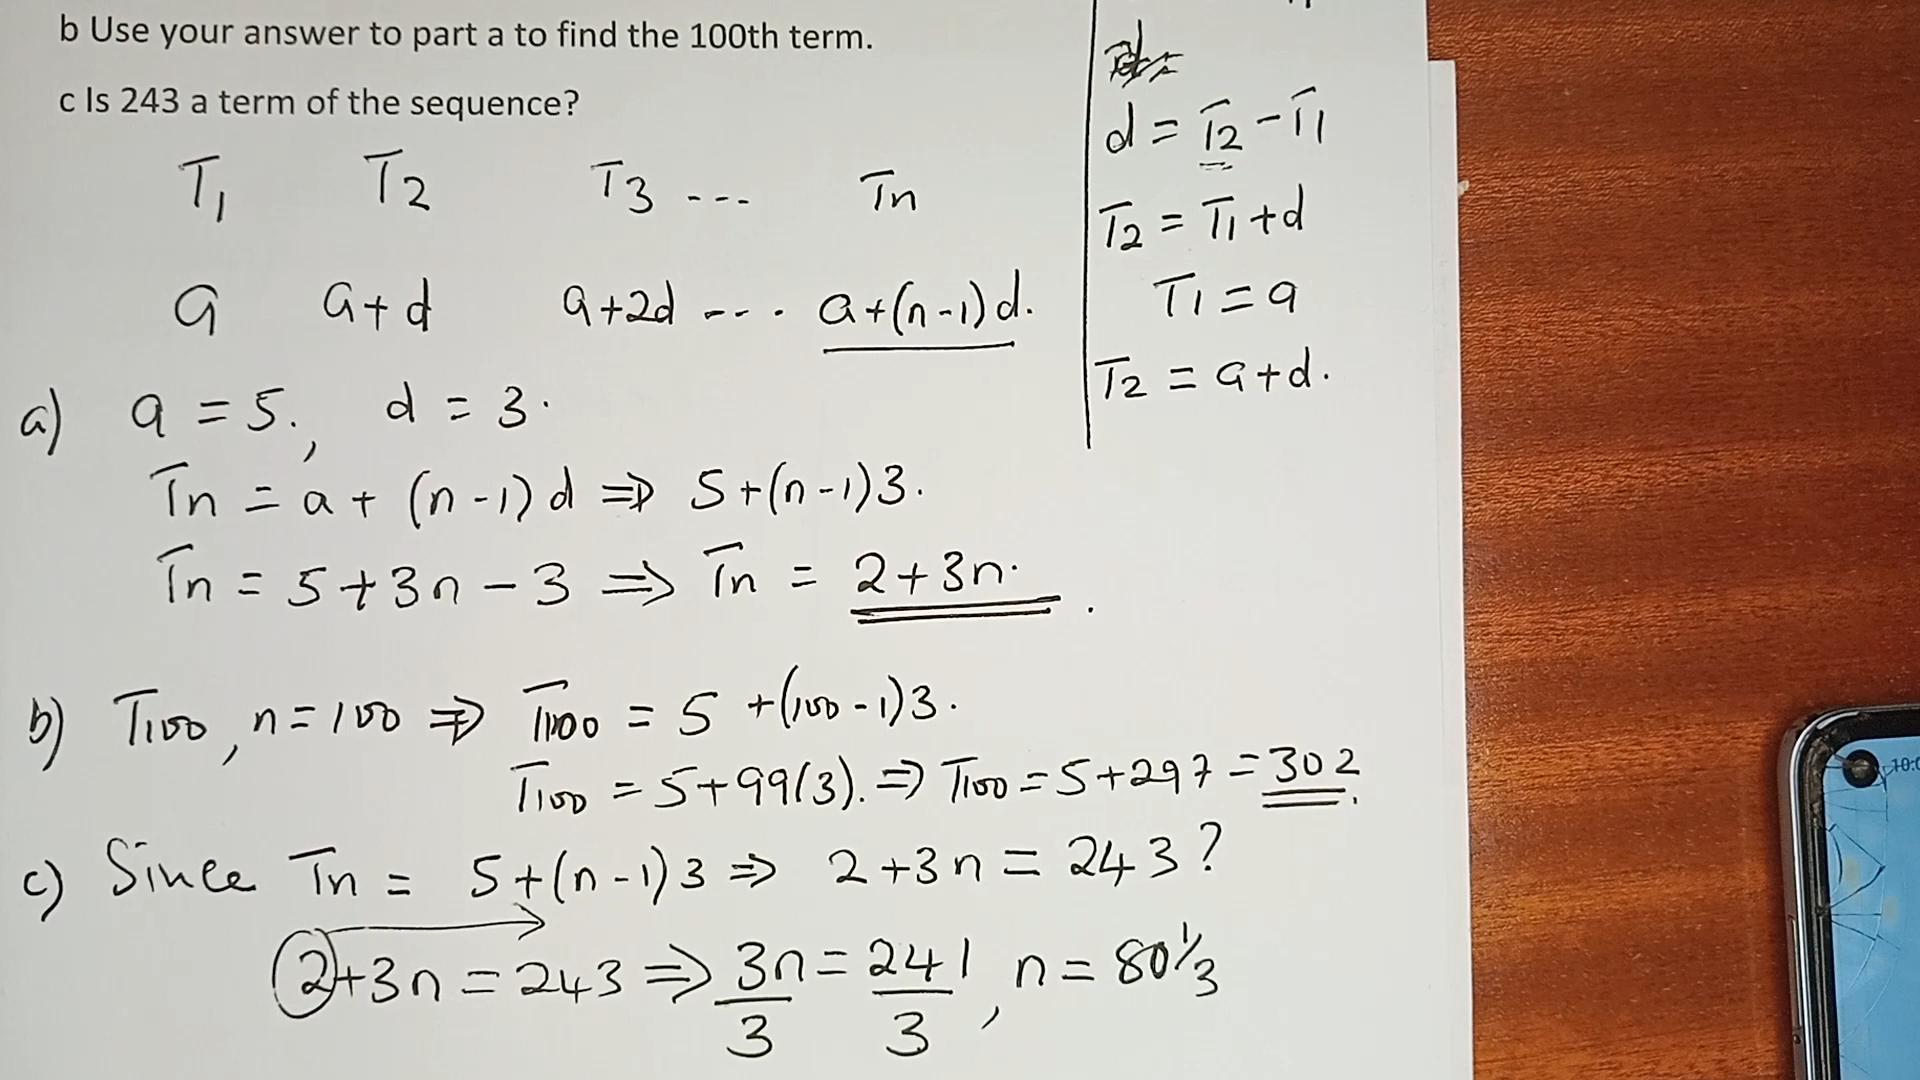 b Use your answer to part a to find the 100th term.
c Is 243 a term of the sequence?
T₁ T₂ T₃ --- Tn
a a+d a+2d --- . a+(n-1)d.
d = T₂ - T₁
T₂ = T₁ + d
T₁ = a
T₂ = a+d.
a) a = 5., d = 3.
Tn = a + (n-1)d ⇒ 5+(n-1)3.
Tn = 5+3n-3 ⇒ Tn = 2+3n.
b) T₁₀₀, n=100 ⇒ T₁₀₀ = 5 +(100-1)3.
T₁₀₀ = 5+99(3). ⇒ T₁₀₀ = 5+297 = 302.
c) Since Tn = 5+(n-1)3 ⇒ 2+3n = 243?
2+3n = 243 ⇒ 3n/3 = 241/3, n = 80 1/3
10: